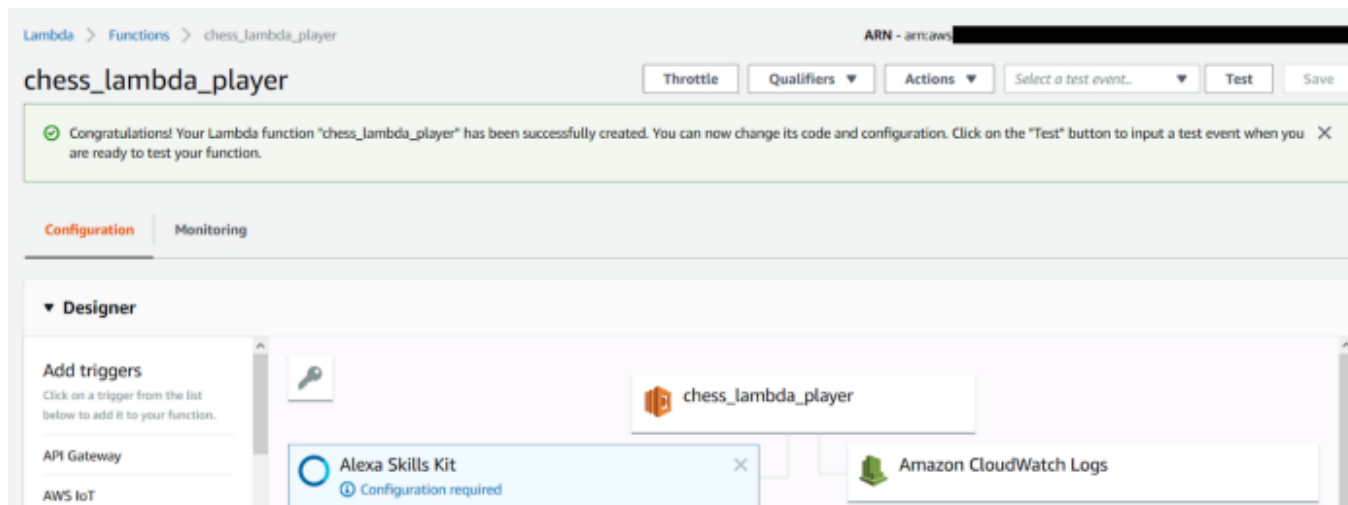 Lambda > Functions > chess_lambda_player
ARN - arn:aws
chess_lambda_player
Throttle
Qualifiers
Actions
Select a test event..
Test
Save
Congratulations! Your Lambda function "chess_lambda_player" has been successfully created. You can now change its code and configuration. Click on the "Test" button to input a test event when you
are ready to test your function.
Configuration
Monitoring
Designer
Add triggers
Click on a trigger from the list
below to add it to your function.
API Gateway
AWS IoT
chess_lambda_player
Alexa Skills Kit
Configuration required
Amazon CloudWatch Logs